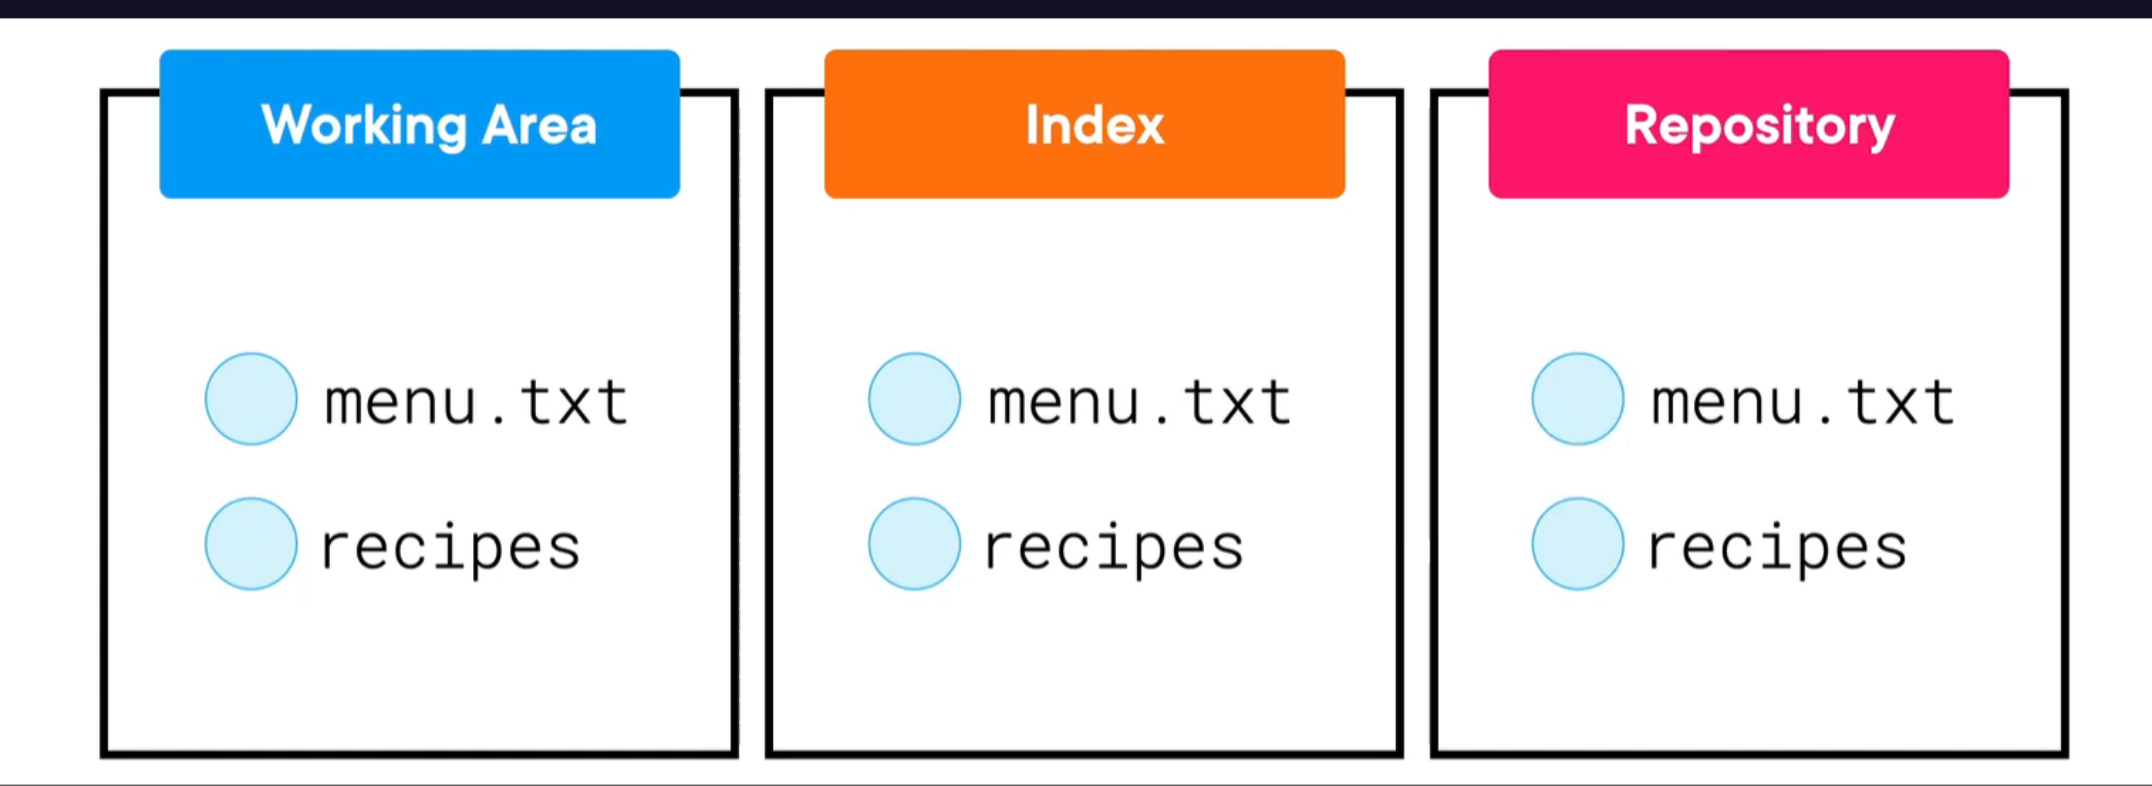 Working Area
menu.txt
recipes
Index
menu.txt
recipes
Repository
menu.txt
recipes